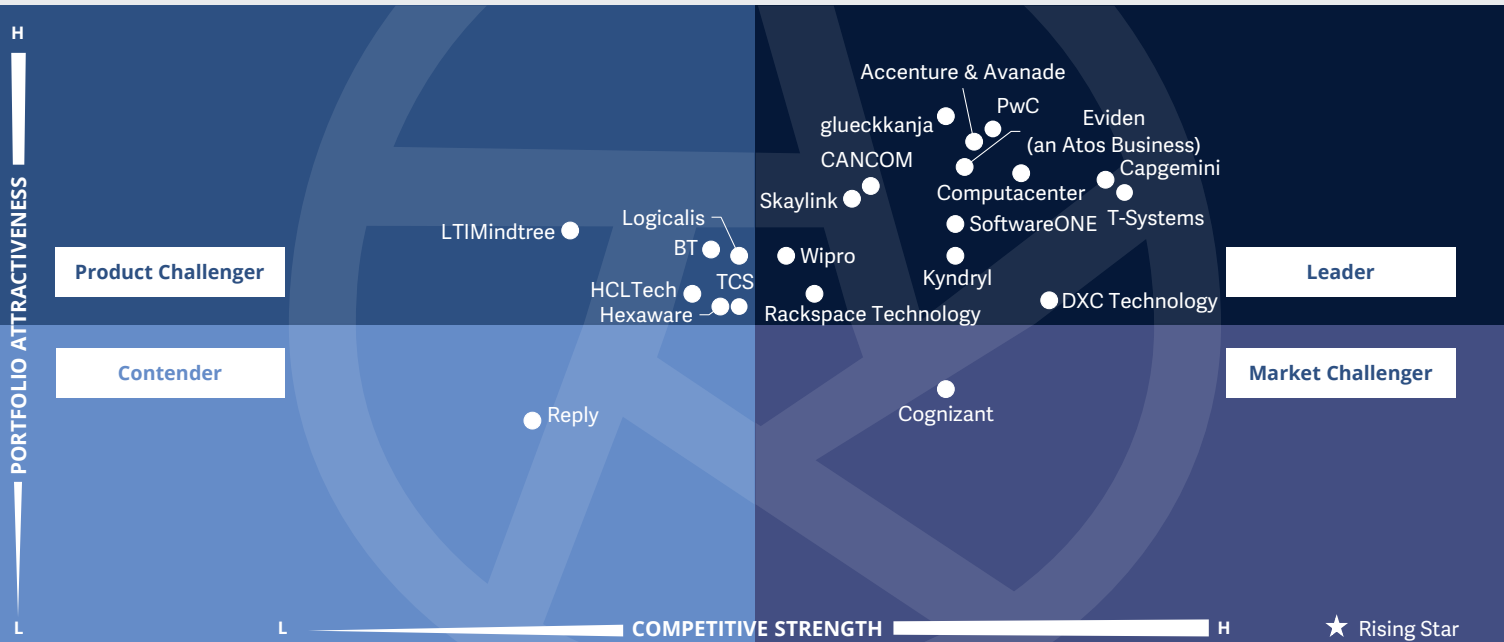 H
PORTFOLIO ATTRACTIVENESS
L
Accenture & Avanade
PwC
glueckkanja
Eviden
(an Atos Business)
CANCOM
Capgemini
Skaylink
Computacenter
T-Systems
SoftwareONE
Logicalis
LTIMindtree
BT
Wipro
Kyndryl
TCS
HCLTech
Hexaware
Rackspace Technology
DXC Technology
Product Challenger
Leader
Contender
Market Challenger
Cognizant
Reply
L
COMPETITIVE STRENGTH
H
Rising Star